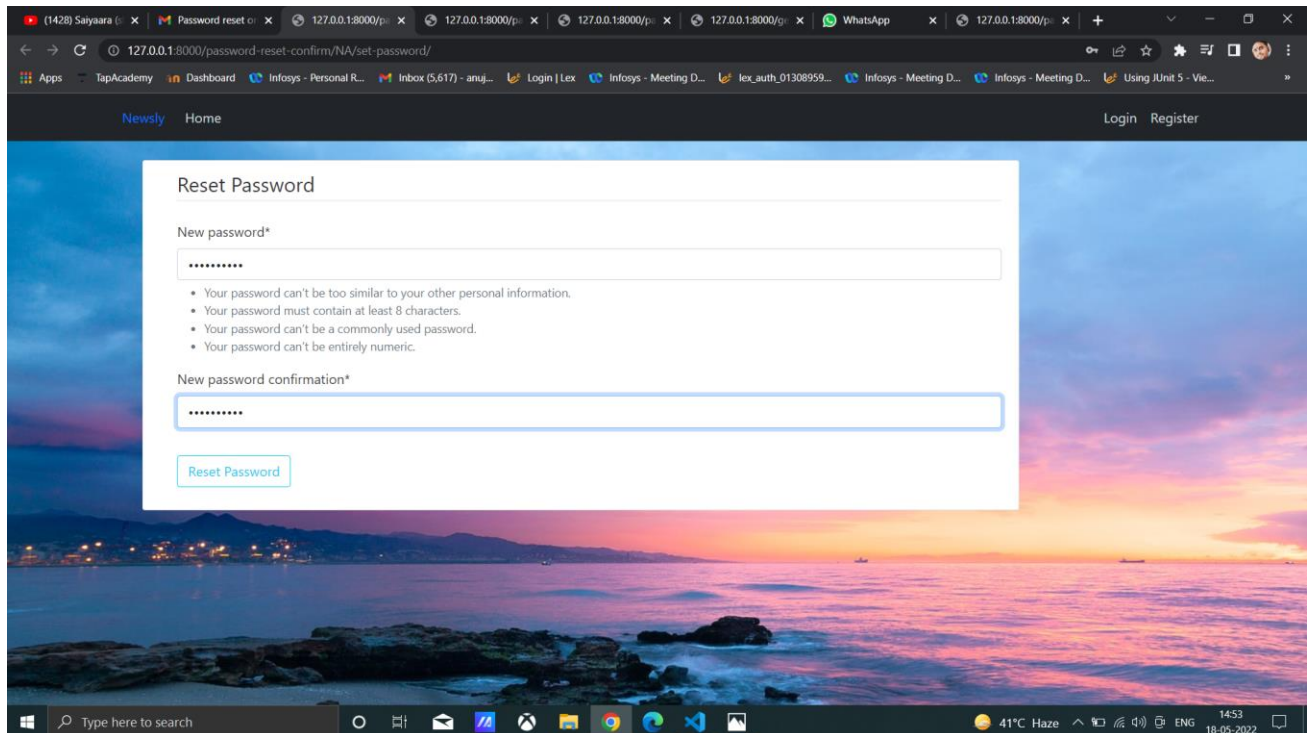 (1428) Saiyaara (
Password reset o
127.0.0.1:8000/pa
127.0.0.1:8000/pa
127.0.0.1:8000/pa
127.0.0.1:8000/ge
WhatsApp
127.0.0.1:8000/pa
127.0.0.1:8000/password-reset-confirm/NA/set-password/
Apps TapAcademy Dashboard Infosys - Personal R... Inbox (5,617) - anuj... Login | Lex Infosys - Meeting D... lex_auth_01308959... Infosys - Meeting D... Infosys - Meeting D... Using JUnit 5 - Vie... »
Newsly Home Login Register
Reset Password
New password*
••••••••••
• Your password can't be too similar to your other personal information.
• Your password must contain at least 8 characters.
• Your password can't be a commonly used password.
• Your password can't be entirely numeric.
New password confirmation*
••••••••••
Reset Password
Type here to search
41°C Haze ENG
14:53
18-05-2022